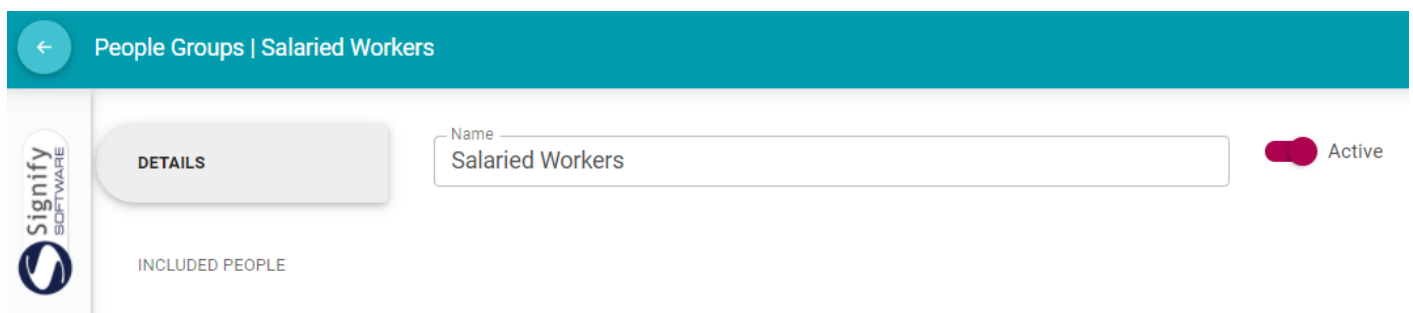 People Groups | Salaried Workers
Signify
SOFTWARE
DETAILS
INCLUDED PEOPLE
Name
Salaried Workers
Active